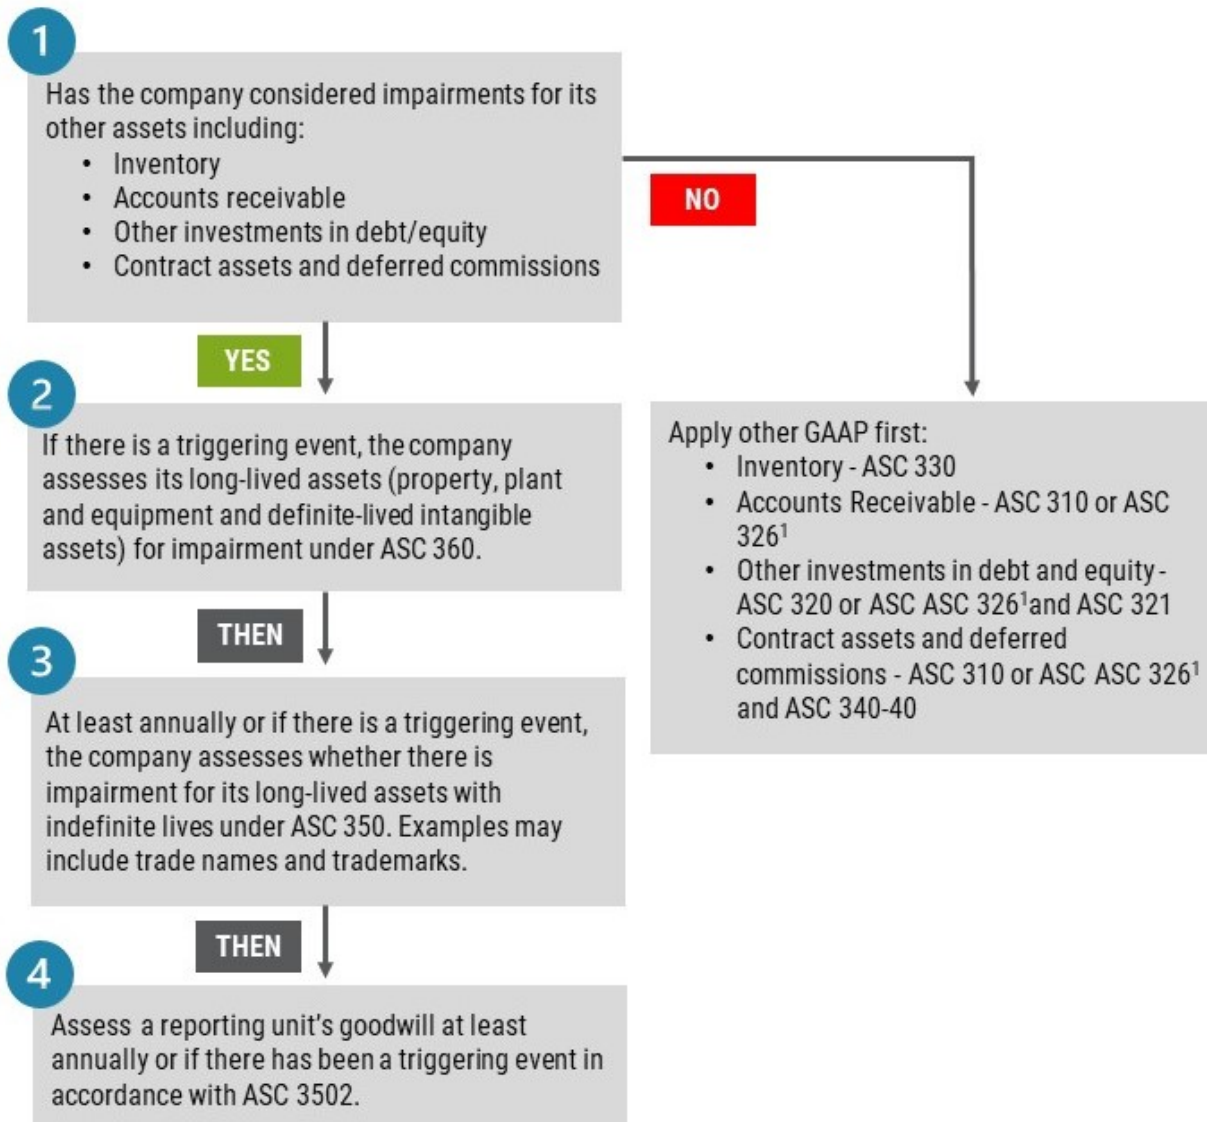 1
Has the company considered impairments for its
other assets including:
• Inventory
• Accounts receivable
• Other investments in debt/equity
• Contract assets and deferred commissions
NO
YES
2
If there is a triggering event, the company
assesses its long-lived assets (property, plant
and equipment and definite-lived intangible
assets) for impairment under ASC 360.
Apply other GAAP first:
• Inventory - ASC 330
• Accounts Receivable - ASC 310 or ASC
326¹
• Other investments in debt and equity -
ASC 320 or ASC ASC 326¹and ASC 321
• Contract assets and deferred
commissions - ASC 310 or ASC ASC 326¹
and ASC 340-40
THEN
3
At least annually or if there is a triggering event,
the company assesses whether there is
impairment for its long-lived assets with
indefinite lives under ASC 350. Examples may
include trade names and trademarks.
THEN
4
Assess a reporting unit's goodwill at least
annually or if there has been a triggering event in
accordance with ASC 3502.